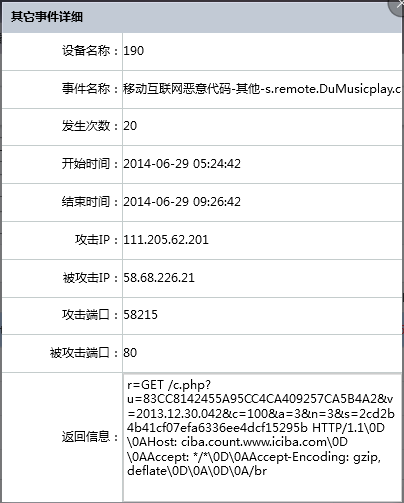 其它事件详细
设备名称：190
事件名称：移动互联网恶意代码-其他-s.remote.DuMusicplay.c
发生次数：20
开始时间：2014-06-29 05:24:42
结束时间：2014-06-29 09:26:42
攻击IP：111.205.62.201
被攻击IP：58.68.226.21
攻击端口：58215
被攻击端口：80
返回信息：
r=GET /c.php?
u=83CC8142455A95CC4CA409257CA5B4A2&v
=2013.12.30.042&c=100&a=3&n=3&s=2cd2b
4b41cf07efa6336ee4dcf15295b HTTP/1.1\0D
\0AHost: ciba.count.www.iciba.com\0D
\0AAccept: */*\0D\0AAccept-Encoding: gzip,
deflate\0D\0A\0D\0A/br